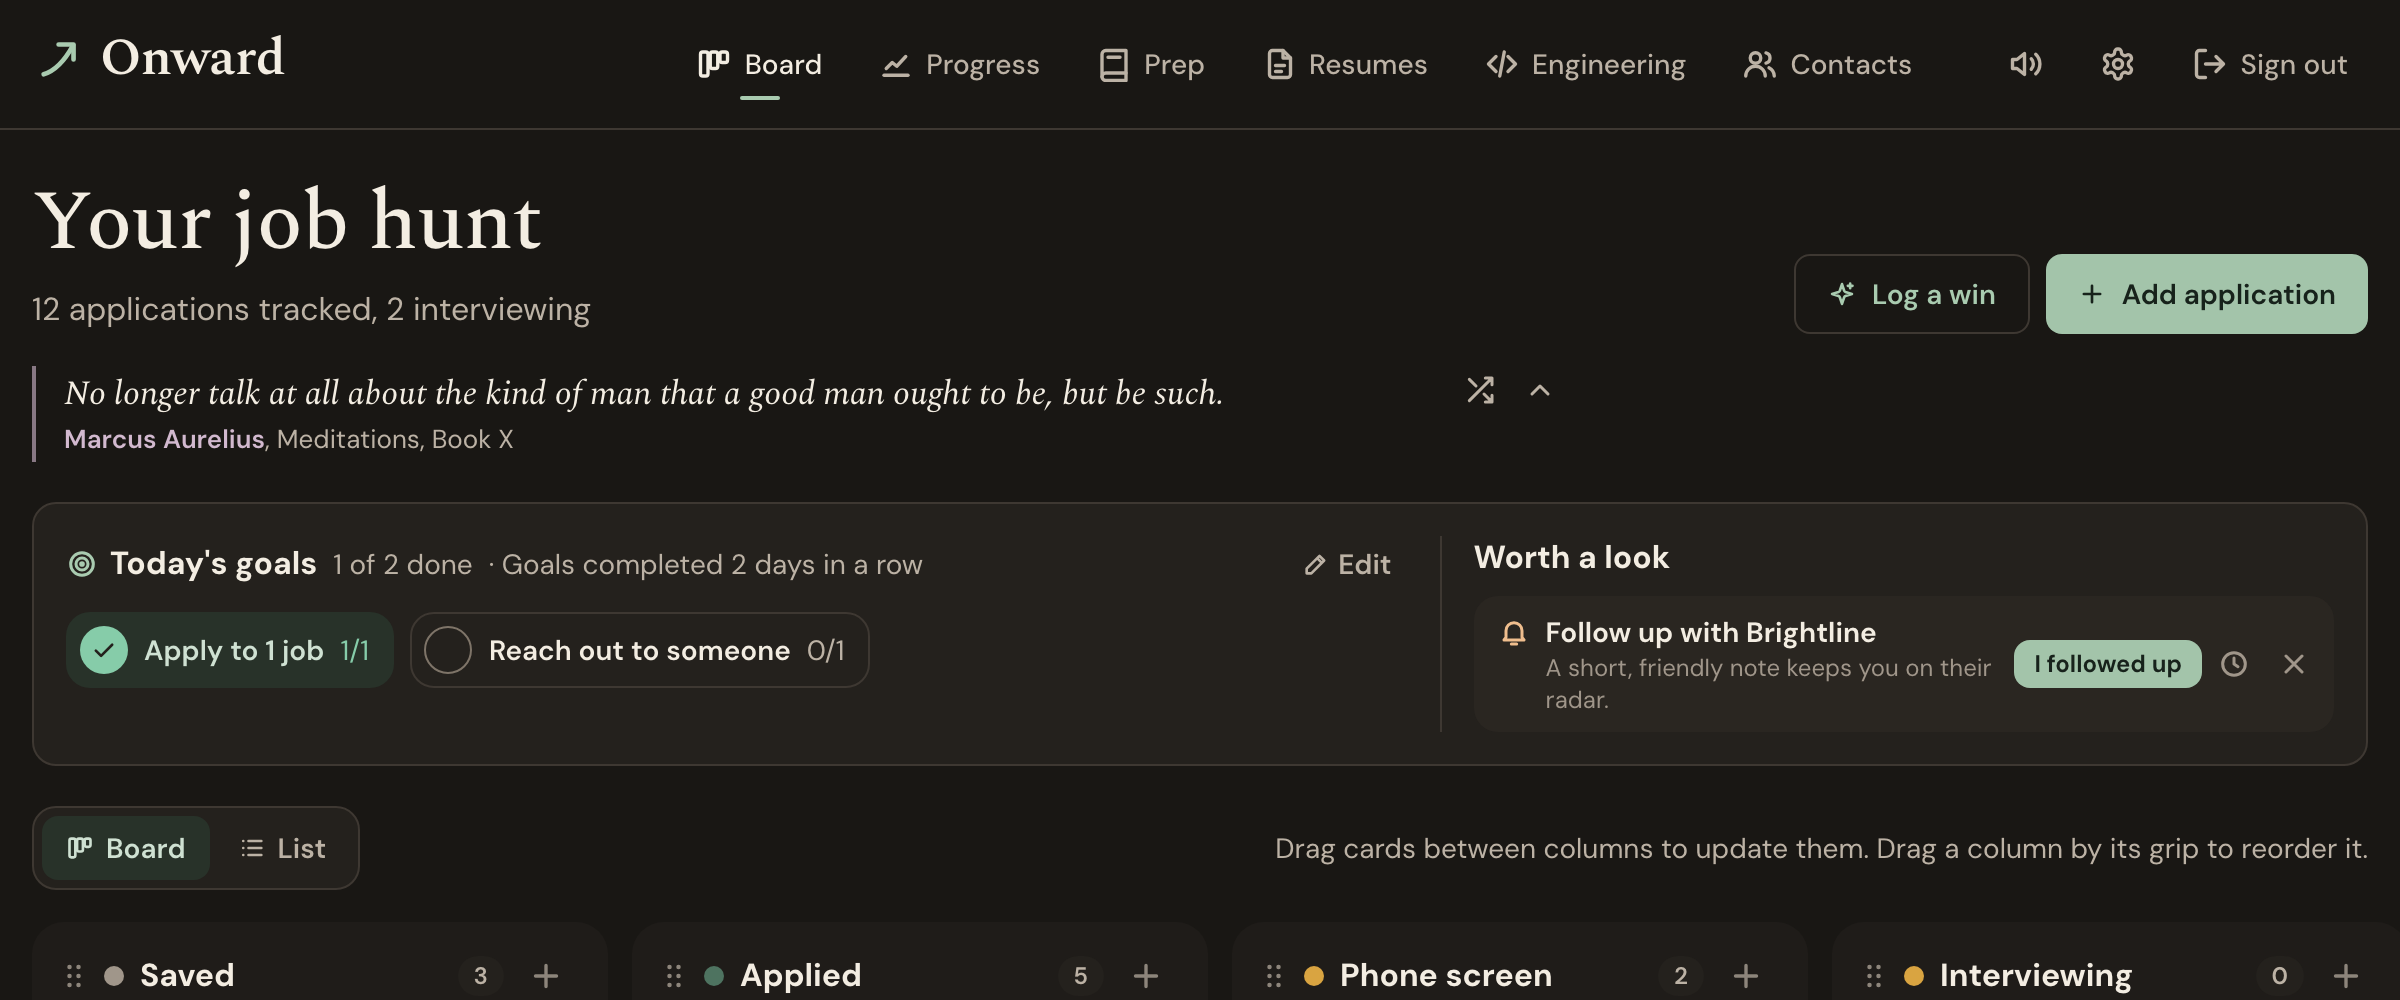 Onward
Board
Progress
Prep
Resumes
Engineering
Contacts
Sign out
Your job hunt
12 applications tracked, 2 interviewing
Log a win
Add application
No longer talk at all about the kind of man that a good man ought to be, but be such.
Marcus Aurelius, Meditations, Book X
Today's goals 1 of 2 done · Goals completed 2 days in a row
Edit
Apply to 1 job 1/1
Reach out to someone 0/1
Worth a look
Follow up with Brightline
A short, friendly note keeps you on their
radar.
I followed up
Board
List
Drag cards between columns to update them. Drag a column by its grip to reorder it.
Saved 3
Applied 5
Phone screen 2
Interviewing 0